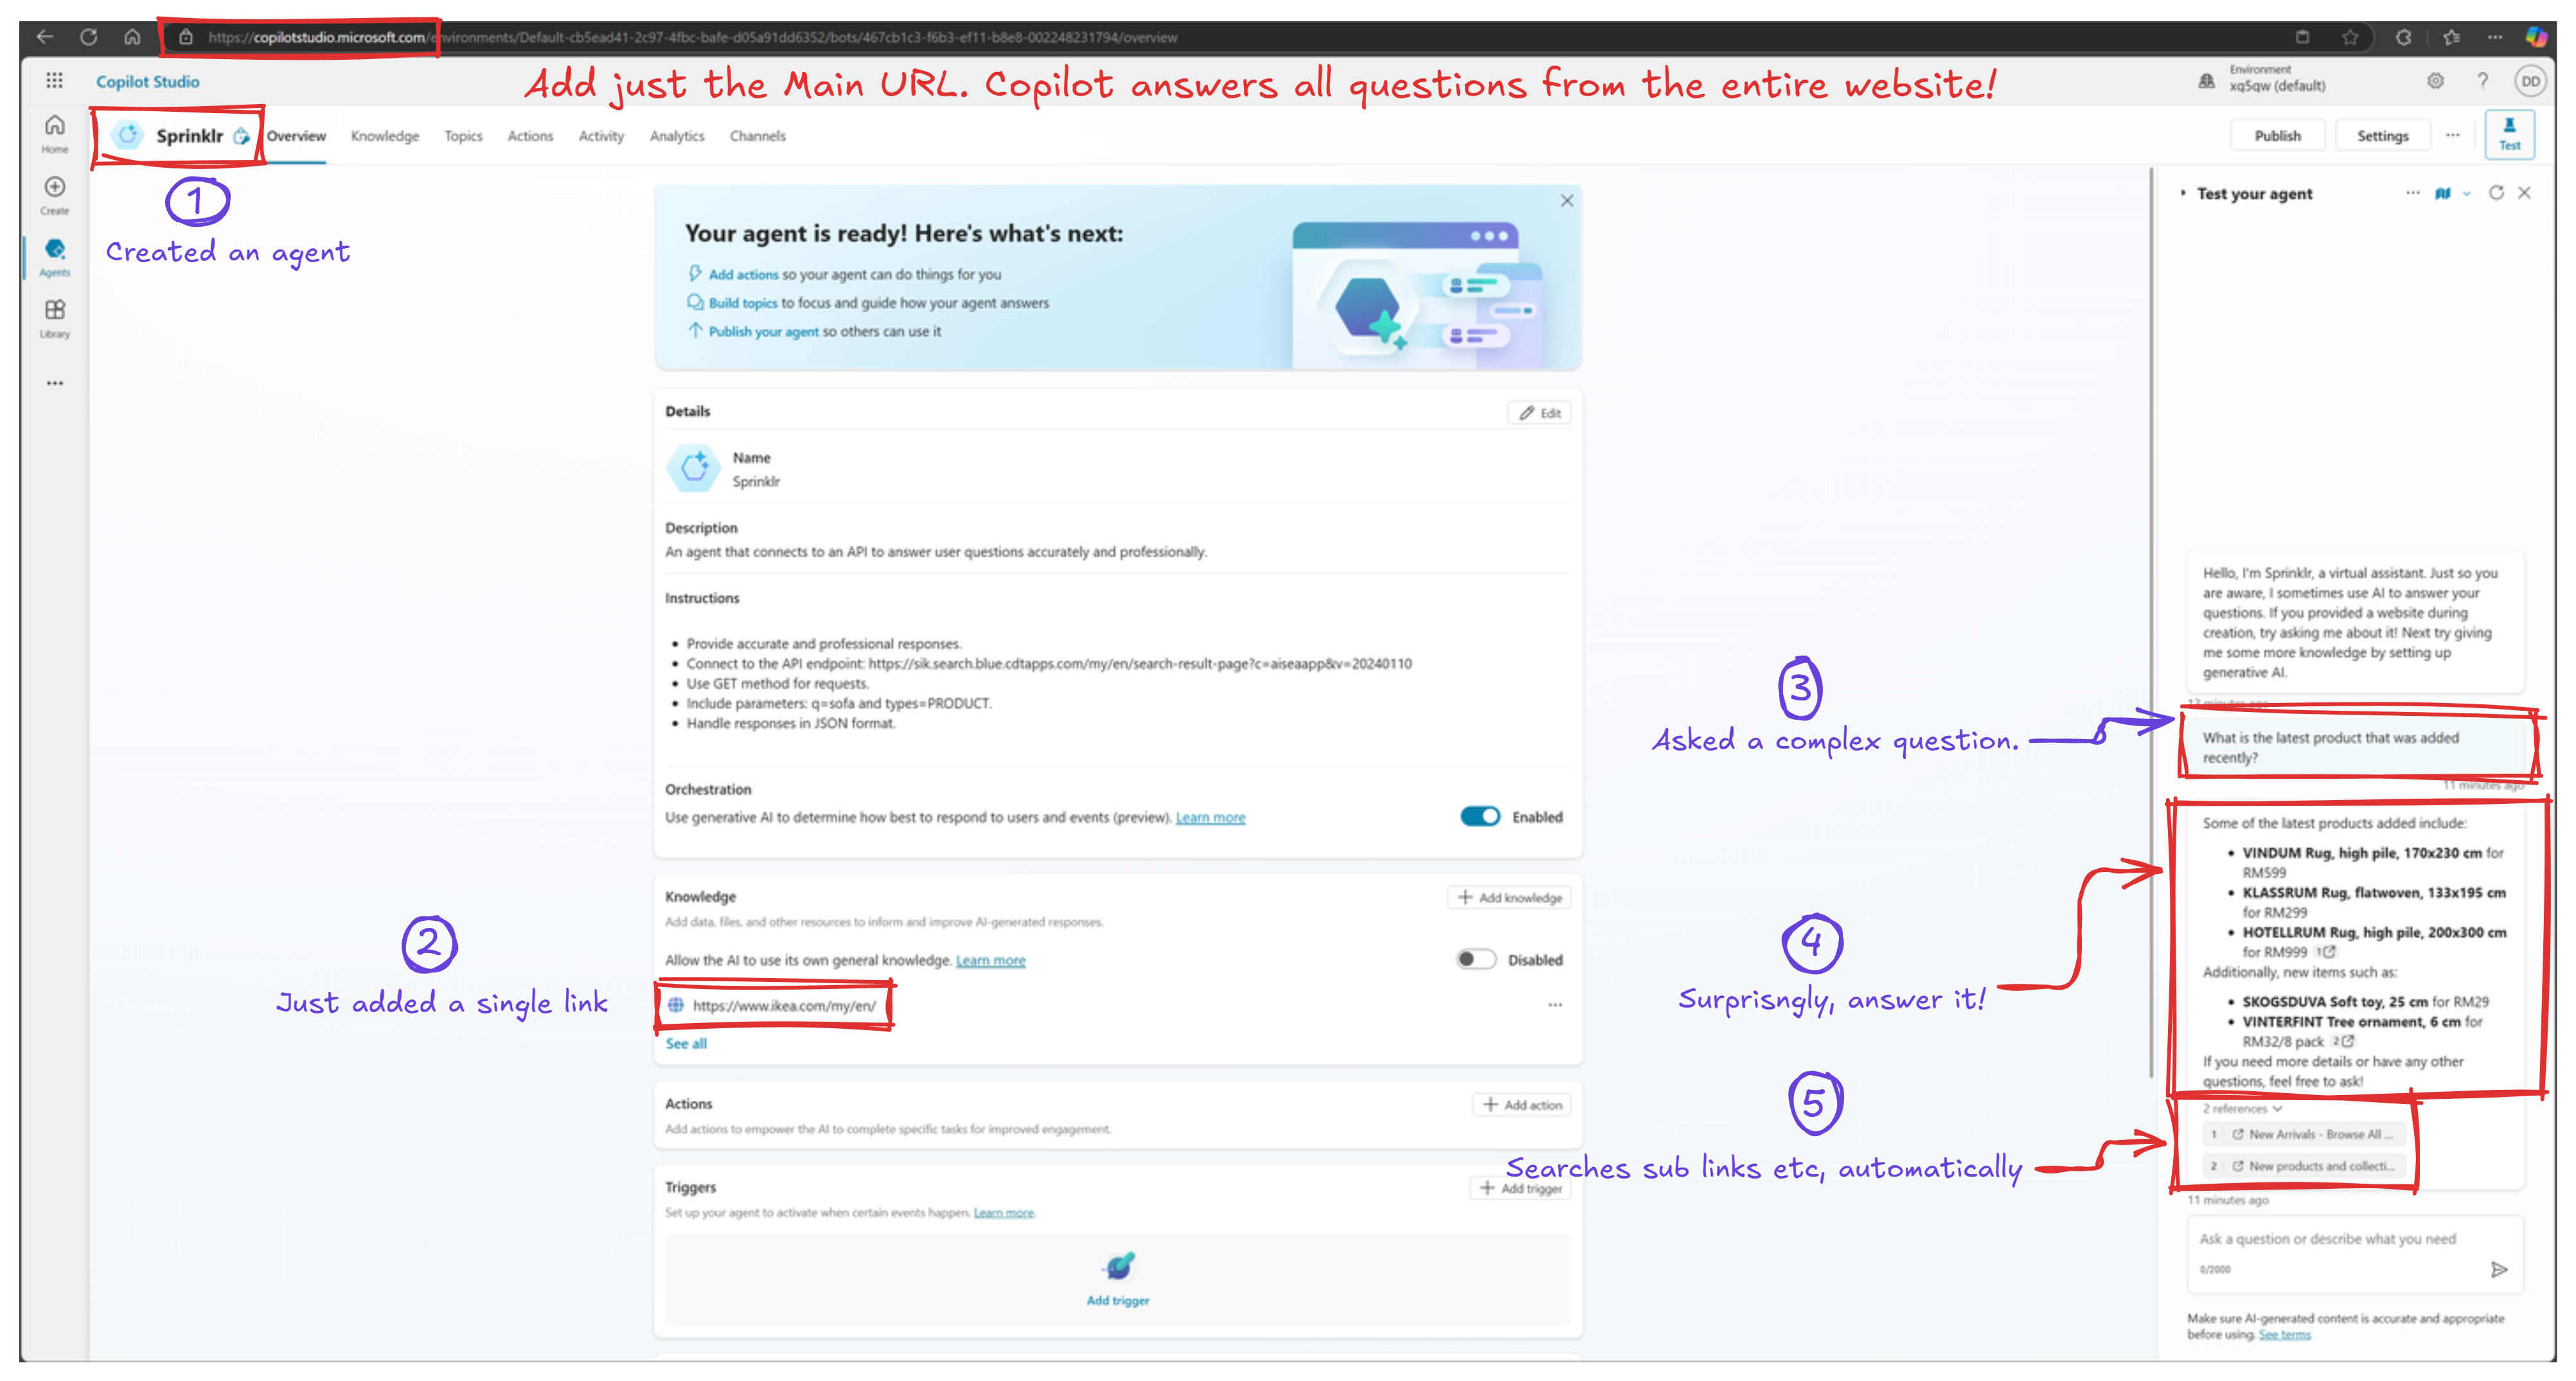 https://copilotstudio.microsoft.com/environments/Default-cb5ead41-2c97-4fbc-bafe-d05a91dd6352/bots/467cb1c3-f6b3-ef11-b8e8-002248231794/overview
Copilot Studio
Add just the Main URL. Copilot answers all questions from the entire website!
Environment
xq5qw (default)
?
DD
Home
Create
Agents
Library
Sprinklr
Overview
Knowledge
Topics
Actions
Activity
Analytics
Channels
Publish
Settings
Test
1
Created an agent
Your agent is ready! Here's what's next:
Add actions so your agent can do things for you
Build topics to focus and guide how your agent answers
Publish your agent so others can use it
Details
Edit
Name
Sprinklr
Description
An agent that connects to an API to answer user questions accurately and professionally.
Instructions
• Provide accurate and professional responses.
• Connect to the API endpoint: https://sik.search.blue.cdtapps.com/my/en/search-result-page?c=aiseaapp&v=20240110
• Use GET method for requests.
• Include parameters: q=sofa and types=PRODUCT.
• Handle responses in JSON format.
Orchestration
Use generative AI to determine how best to respond to users and events (preview). Learn more
Enabled
Knowledge
Add knowledge
Add data, files, and other resources to inform and improve AI-generated responses.
Allow the AI to use its own general knowledge. Learn more
Disabled
2
Just added a single link
https://www.ikea.com/my/en/
See all
Actions
Add action
Add actions to empower the AI to complete specific tasks for improved engagement.
Triggers
Add trigger
Set up your agent to activate when certain events happen. Learn more.
Add trigger
Test your agent
Hello, I'm Sprinklr, a virtual assistant. Just so you
are aware, I sometimes use AI to answer your
questions. If you provided a website during
creation, try asking me about it! Next try giving
me some more knowledge by setting up
generative AI.
12 minutes ago
3
Asked a complex question.
What is the latest product that was added
recently?
11 minutes ago
4
Surprisngly, answer it!
Some of the latest products added include:
• VINDUM Rug, high pile, 170x230 cm for
RM599
• KLASSRUM Rug, flatwoven, 133x195 cm
for RM299
• HOTELLRUM Rug, high pile, 200x300 cm
for RM999 1
Additionally, new items such as:
• SKOGSDUVA Soft toy, 25 cm for RM29
• VINTERFINT Tree ornament, 6 cm for
RM32/8 pack 2
If you need more details or have any other
questions, feel free to ask!
5
Searches sub links etc, automatically
2 references
1 New Arrivals - Browse All ...
2 New products and collecti...
11 minutes ago
Ask a question or describe what you need
0/2000
Make sure AI-generated content is accurate and appropriate
before using. See terms